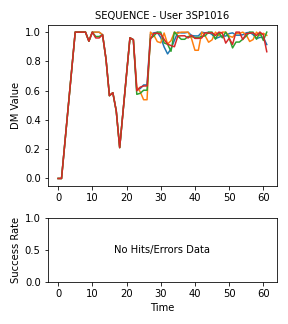 SEQUENCE - User 3SP1016
DM Value
1.0
0.8
0.6
0.4
0.2
0.0
0 10 20 30 40 50 60
Success Rate
1.0
0.5
0.0
No Hits/Errors Data
0 10 20 30 40 50 60
Time